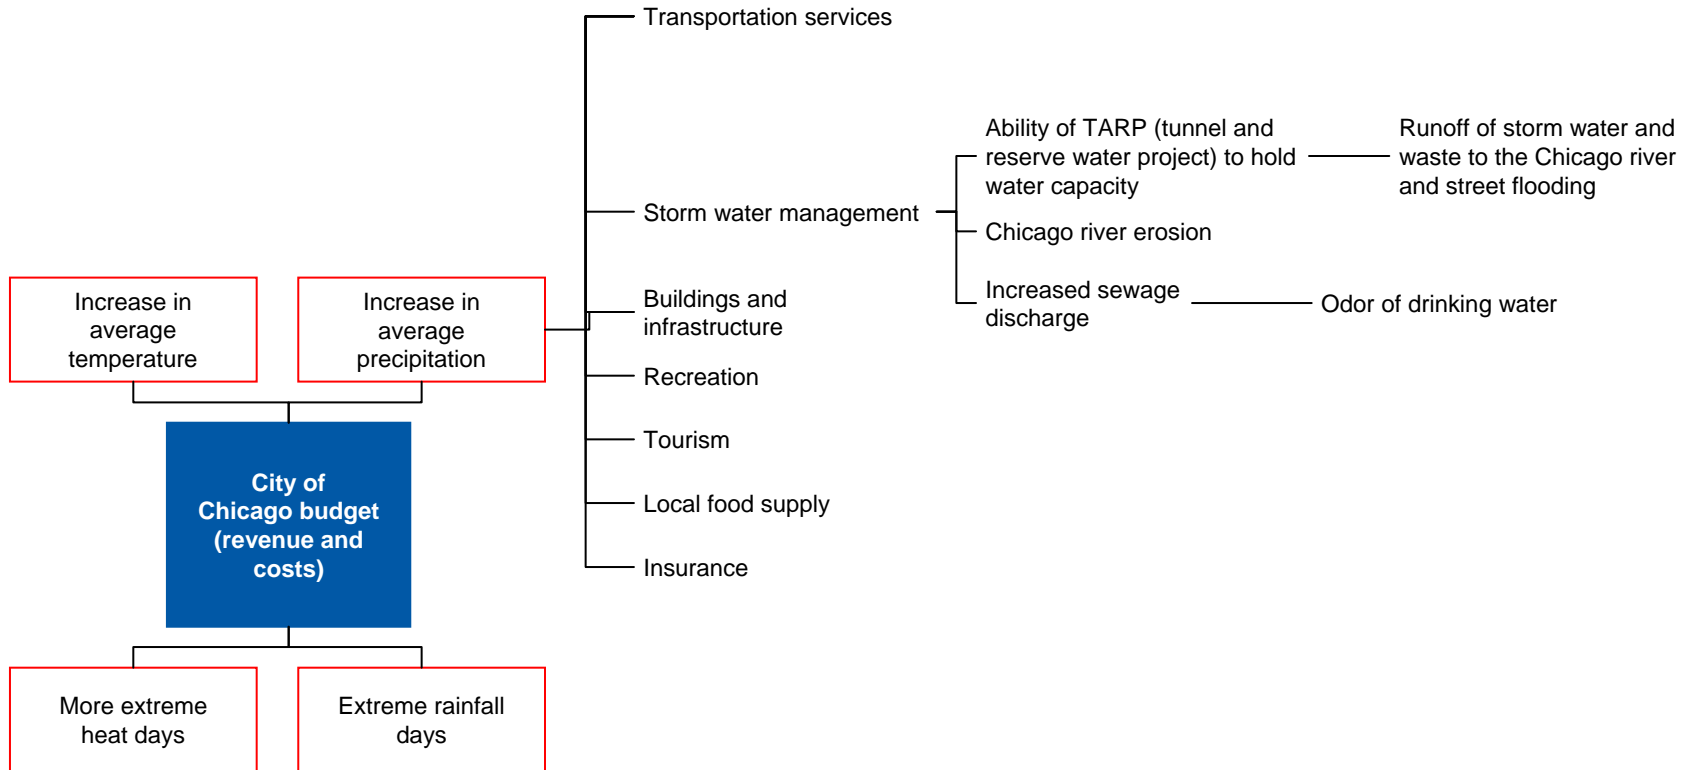 Transportation services
Ability of TARP (tunnel and
reserve water project) to hold
water capacity
Runoff of storm water and
waste to the Chicago river
and street flooding
Storm water management
Chicago river erosion
Increased sewage
discharge
Odor of drinking water
Increase in
average
temperature
Increase in
average
precipitation
Buildings and
infrastructure
Recreation
Tourism
Local food supply
Insurance
City of
Chicago budget
(revenue and
costs)
More extreme
heat days
Extreme rainfall
days